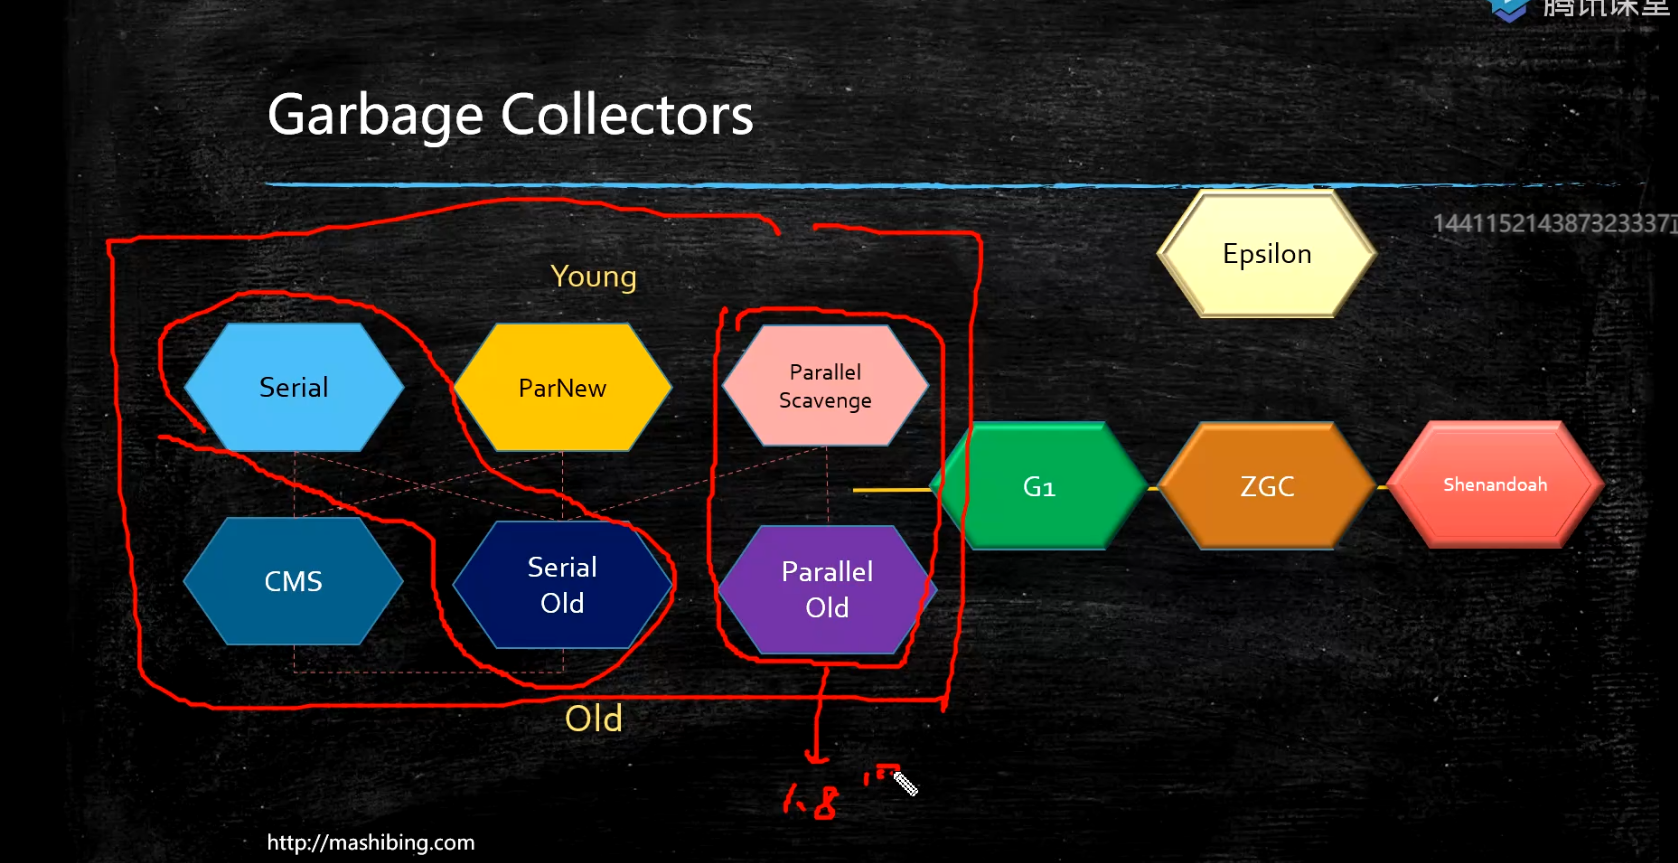 腾讯课堂
Garbage Collectors
144115214387323337
Epsilon
Young
Serial
ParNew
Parallel
Scavenge
G1
ZGC
Shenandoah
CMS
Serial
Old
Parallel
Old
Old
1.8
http://mashibing.com